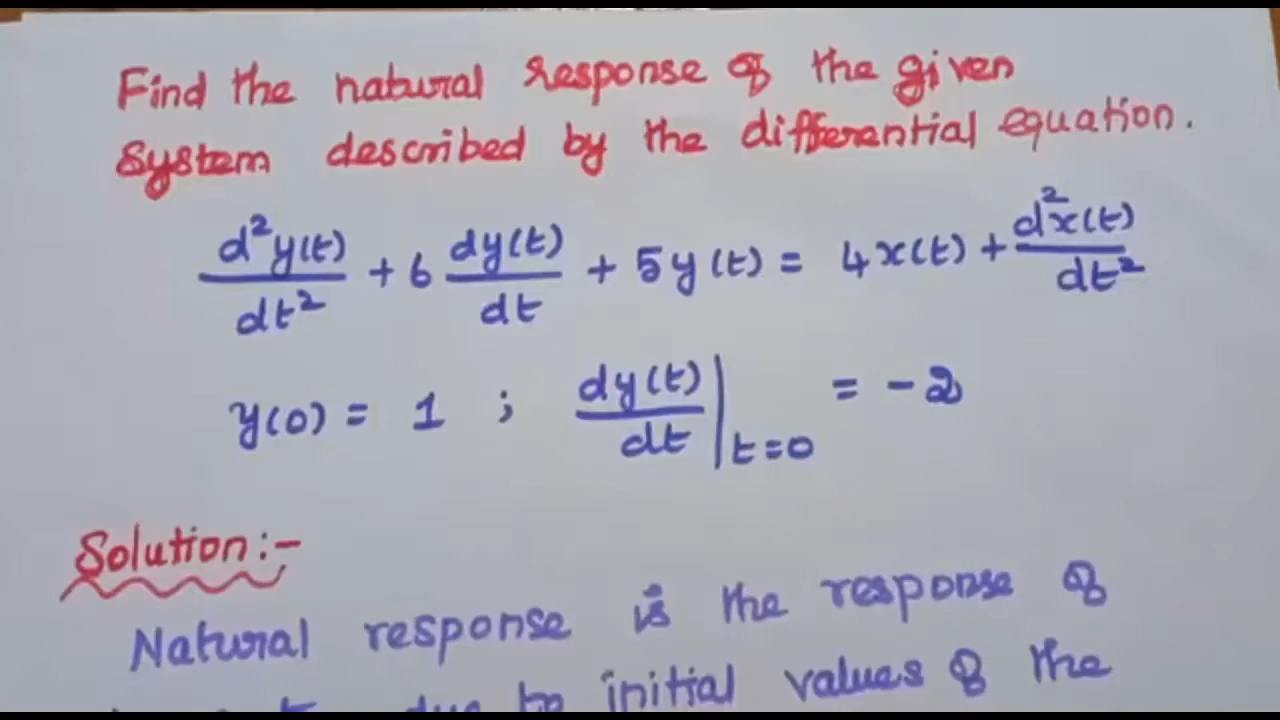 Find the natural response of the given
system described by the differential equation.
d²y(t)/dt² + 6 dy(t)/dt + 5y(t) = 4x(t) + d²x(t)/dt²
y(0) = 1 ; dy(t)/dt |t=0 = -2
Solution:-
Natural response is the response of
due to initial values of the